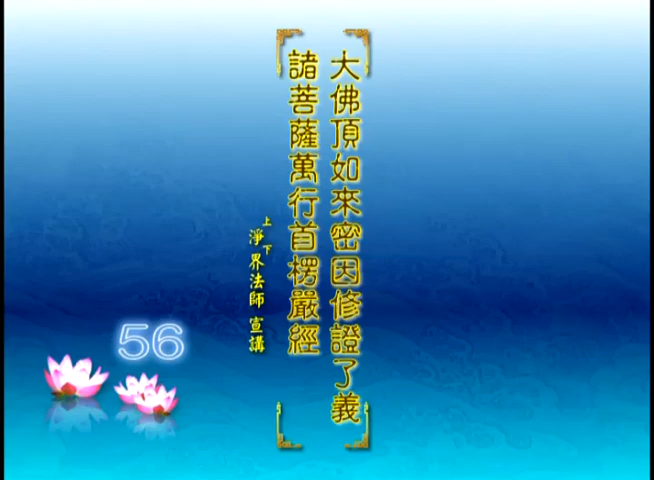 大佛頂如來密因修證了義
諸菩薩萬行首楞嚴經
上淨下界法師 宣講
56